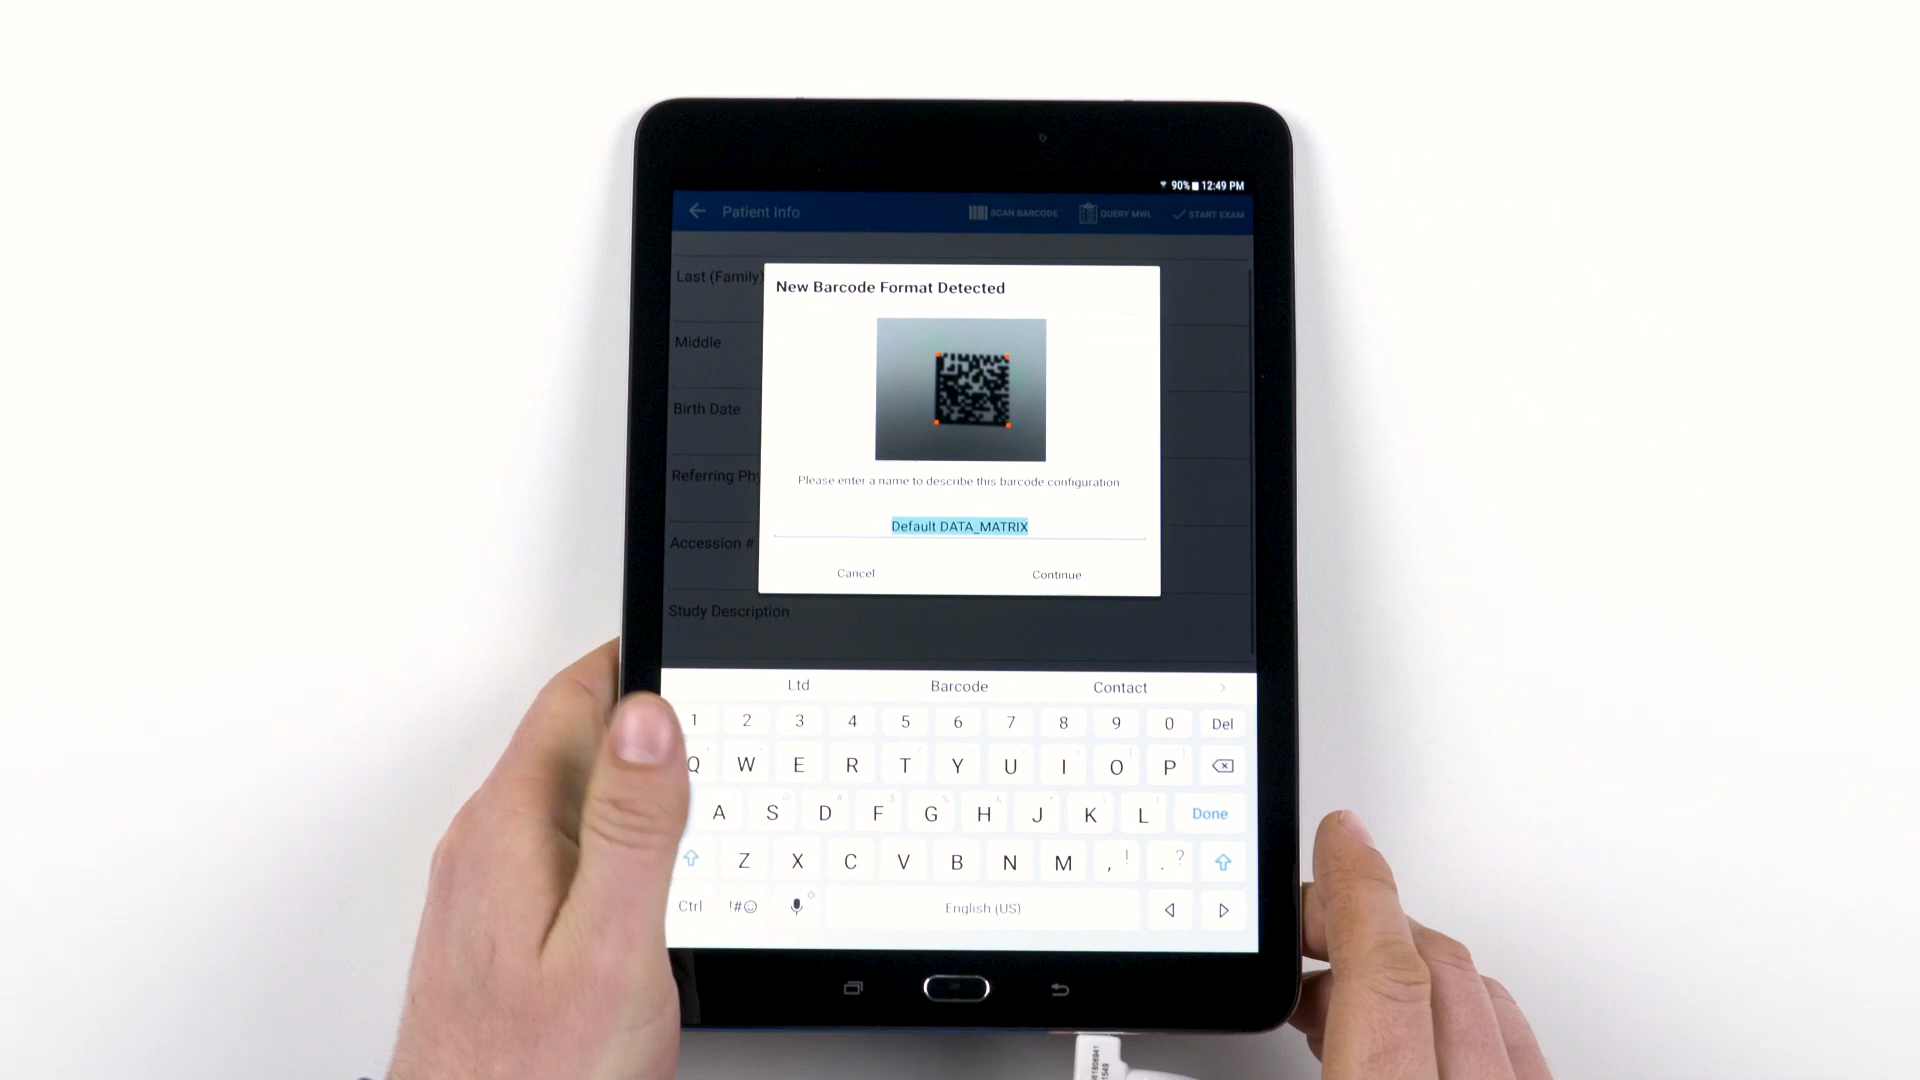 90% 12:49 PM
Patient Info
SCAN BARCODE
QUERY MWL
START EXAM
Last (Family)
Middle
Birth Date
Referring Ph
Accession #
Study Description
New Barcode Format Detected
Please enter a name to describe this barcode configuration
Default DATA_MATRIX
Cancel Continue
Ltd Barcode Contact
1 2 3 4 5 6 7 8 9 0 Del
Q W E R T Y U I O P
A S D F G H J K L Done
Z X C V B N M , ! . ?
Ctrl !#☺ English (US)